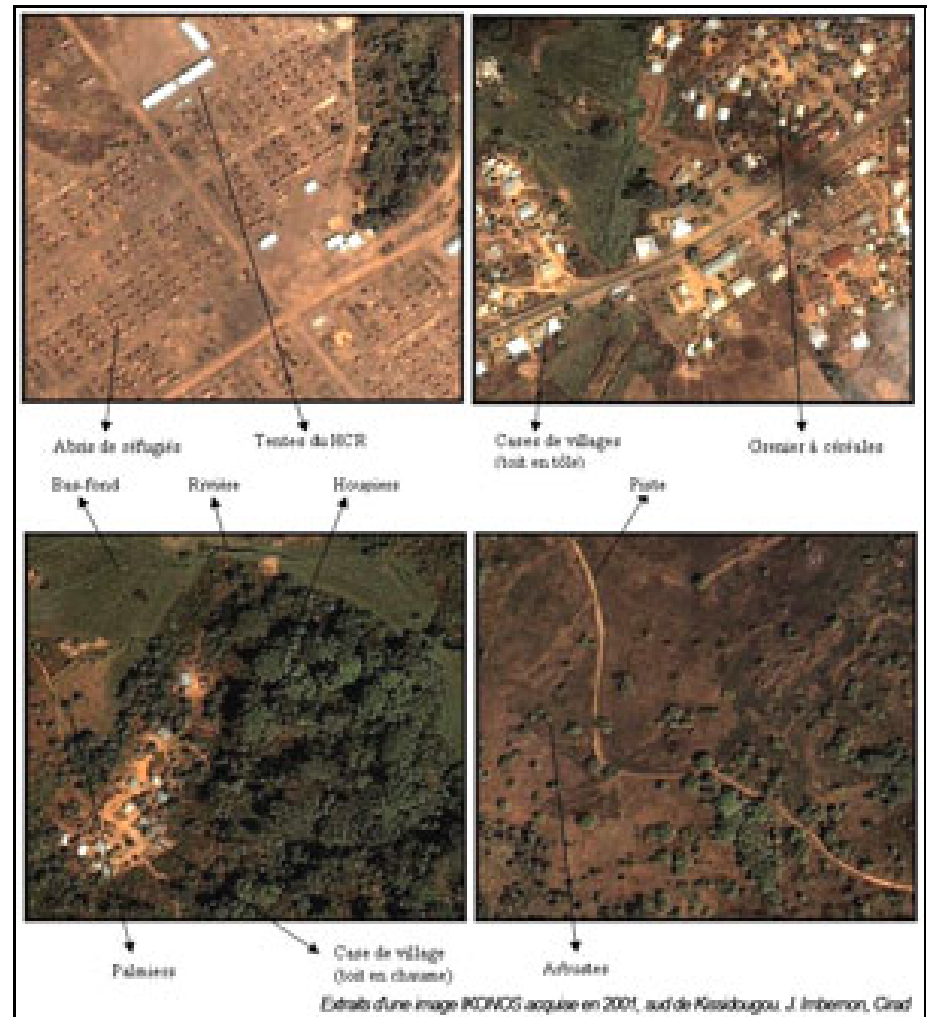 Abris de réfugiés
Tentes du HCR
Cases de villages
(toit en tôle)
Grenier à céréales
Bas-fond
Rivière
Houpiers
Piste
Palmiers
Case de village
(toit en chaume)
Arbustes
Extraits d'une image IKONOS acquise en 2001, sud de Kissidougou. J. Imbernon, Cirad